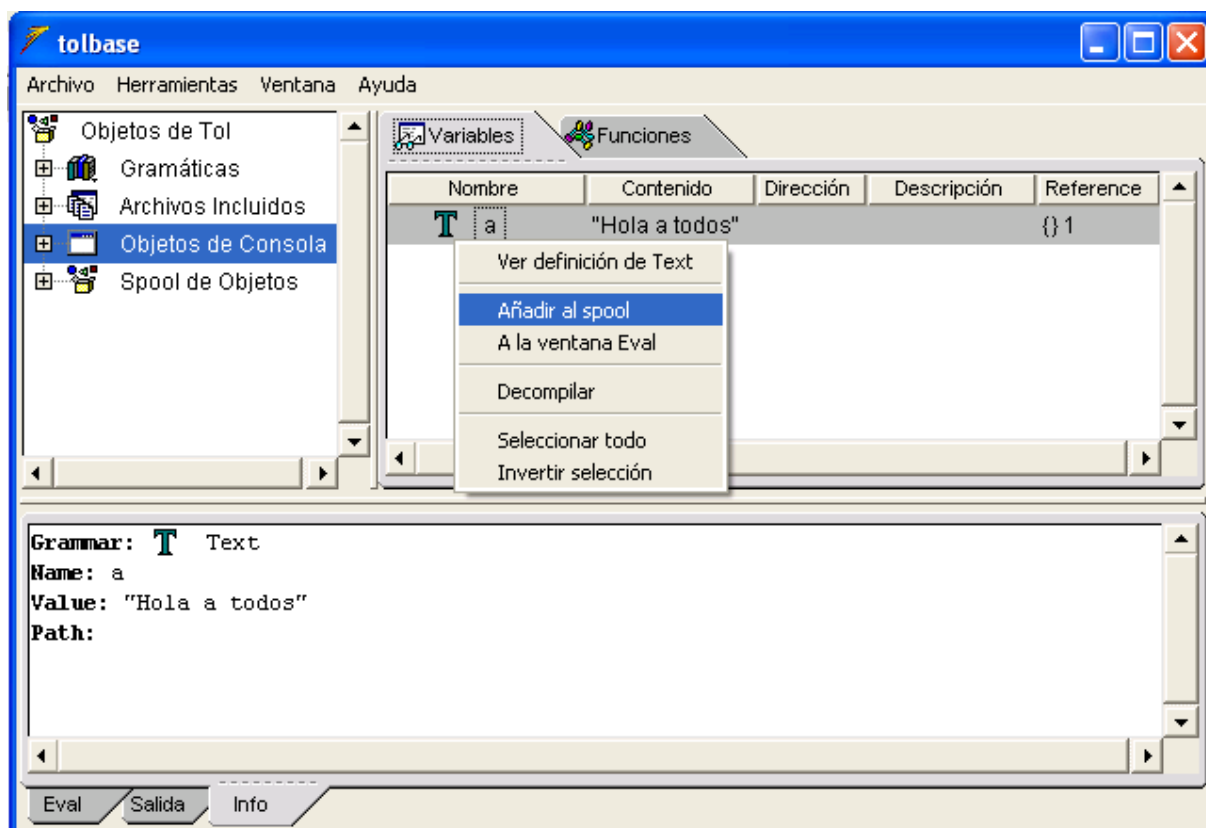 tolbase
Archivo Herramientas Ventana Ayuda
Objetos de Tol
Gramáticas
Archivos Incluidos
Objetos de Consola
Spool de Objetos
Variables Funciones
Nombre Contenido Dirección Descripción Reference
T a "Hola a todos" {} 1
Ver definición de Text
Añadir al spool
A la ventana Eval
Decompilar
Seleccionar todo
Invertir selección
Grammar: T Text
Name: a
Value: "Hola a todos"
Path:
Eval Salida Info